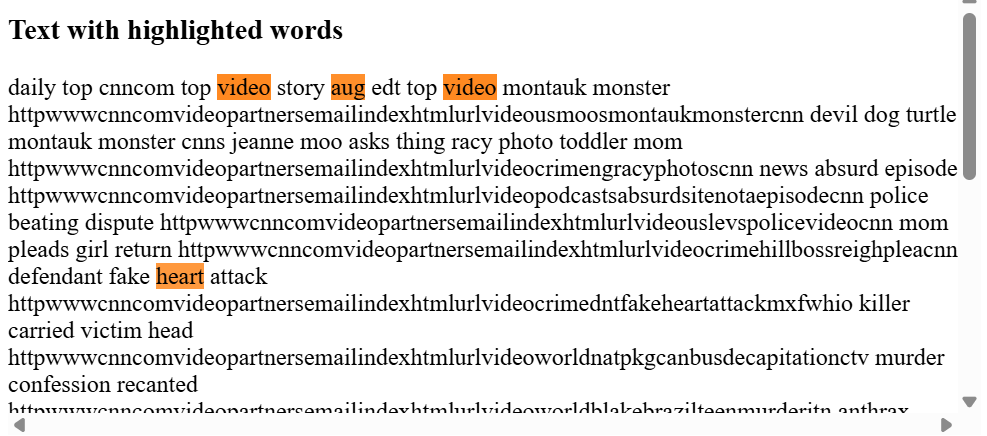 Text with highlighted words
daily top cnncom top video story aug edt top video montauk monster
httpwwwcnncomvideopartnersemailindexhtmlurlvideousmoosmontaukmonstercnn devil dog turtle
montauk monster cnns jeanne moo asks thing racy photo toddler mom
httpwwwcnncomvideopartnersemailindexhtmlurlvideocrimengracyphotoscnn news absurd episode
httpwwwcnncomvideopartnersemailindexhtmlurlvideopodcastsabsurdsitenotaepisodecnn police
beating dispute httpwwwcnncomvideopartnersemailindexhtmlurlvideouslevspolicevideocnn mom
pleads girl return httpwwwcnncomvideopartnersemailindexhtmlurlvideocrimehillbossreighpleacnn
defendant fake heart attack
httpwwwcnncomvideopartnersemailindexhtmlurlvideocrimedntfakeheartattackmxfwhio killer
carried victim head
httpwwwcnncomvideopartnersemailindexhtmlurlvideoworldnatpkgcanbusdecapitationctv murder
confession recanted
httpwwwcnncomvideopartnersemailindexhtmlurlvideoworldblakebrazilteenmurderitn anthrax